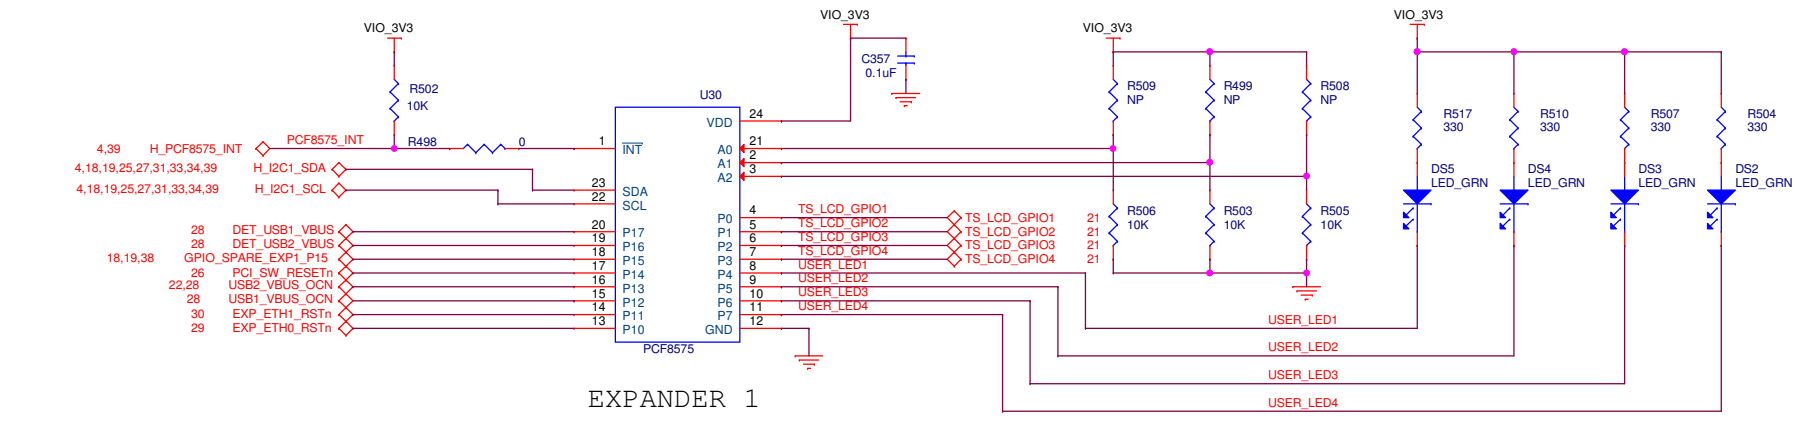 VIO_3V3
VIO_3V3
VIO_3V3
VIO_3V3
R502
10K
C357
0.1uF
R509
NP
R499
NP
R508
NP
R517
330
R510
330
R507
330
R504
330
U30
VDD 24
4,39 H_PCF8575_INT PCF8575_INT R498 0 1 INT
4,18,19,25,27,31,33,34,39 H_I2C1_SDA 23 SDA
4,18,19,25,27,31,33,34,39 H_I2C1_SCL 22 SCL
A0 21
A1 2
A2 3
DS5
LED_GRN
DS4
LED_GRN
DS3
LED_GRN
DS2
LED_GRN
R506
10K
R503
10K
R505
10K
28 DET_USB1_VBUS 20 P17
28 DET_USB2_VBUS 19 P16
18,19,38 GPIO_SPARE_EXP1_P15 18 P15
26 PCI_SW_RESETn 17 P14
22,28 USB2_VBUS_OCN 16 P13
28 USB1_VBUS_OCN 15 P12
30 EXP_ETH1_RSTn 14 P11
29 EXP_ETH0_RSTn 13 P10
P0 4 TS_LCD_GPIO1 TS_LCD_GPIO1 21
P1 5 TS_LCD_GPIO2 TS_LCD_GPIO2 21
P2 6 TS_LCD_GPIO3 TS_LCD_GPIO3 21
P3 7 TS_LCD_GPIO4 TS_LCD_GPIO4 21
P4 8 USER_LED1
P5 9 USER_LED2
P6 10 USER_LED3
P7 11 USER_LED4
GND 12
PCF8575
USER_LED1
USER_LED2
USER_LED3
USER_LED4
EXPANDER 1